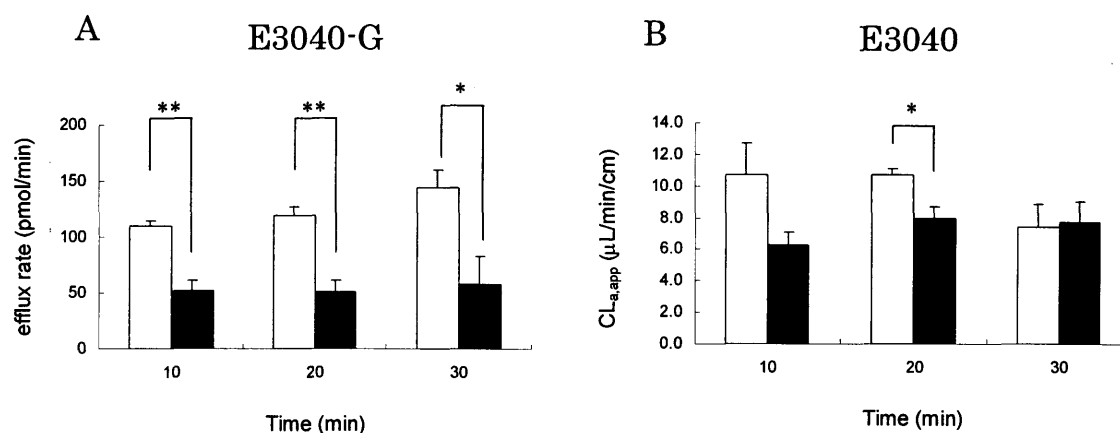 A
E3040-G
** ** *
200
150
100
50
0
efflux rate (pmol/min)
10 20 30
Time (min)
B
E3040
*
14.0
12.0
10.0
8.0
6.0
4.0
2.0
0.0
CLa,app (µL/min/cm)
10 20 30
Time (min)